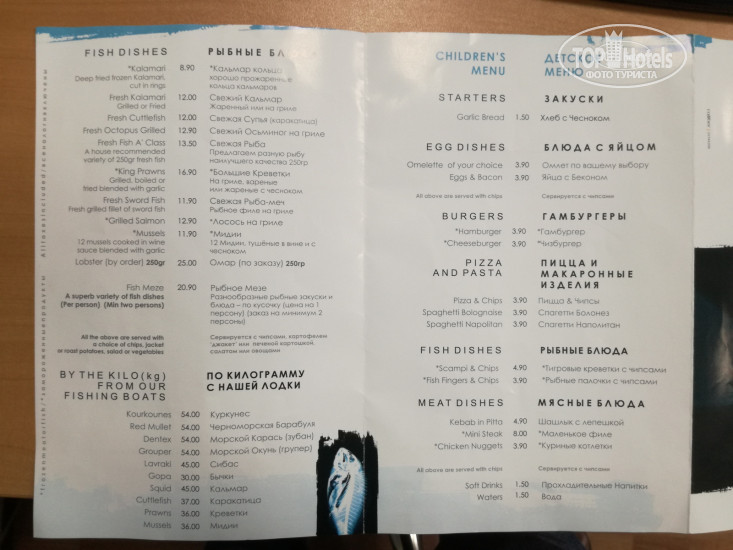 TOP Hotels
ФОТО ТУРИСТА
FISH DISHES РЫБНЫЕ БЛЮ
*Kalamari 8.90 *Кальмар кольца
Deep fried frozen Kalamari, хорошо прожаренные
cut in rings кольца кальмаров
Fresh Kalamari 12.00 Свежий Кальмар
Grilled or Fried Жаренный или на гриле
Fresh Cuttlefish 12.00 Свежая Супья (каракатица)
Fresh Octopus Grilled 12.90 Свежий Осьминог на гриле
Fresh Fish A' Class 13.50 Свежая Рыба
A house recommended Предлагаем разную рыбу
variety of 250gr fresh fish наилучшего качества 250гр
*King Prawns 16.90 *Большие Креветки
Grilled, boiled or На гриле, вареные
fried blended with garlic или жареные с чесноком
Fresh Sword Fish 11.90 Свежая Рыба-меч
Fresh grilled fillet of sword fish Рыбное филе на гриле
*Grilled Salmon 12.90 *Лосось на гриле
*Mussels 11.90 *Мидии
12 mussels cooked in wine 12 Мидии, тушёные в вине и с
sauce blended with garlic чесноком
Lobster (by order) 250gr 25.00 Омар (по заказу) 250гр
Fish Meze 20.90 Рыбное Мезе
A superb variety of fish dishes Разнообразные рыбные закуски и
(Per person) (Min two persons) блюда – по кусочку (цена на 1
персону) (заказ на минимум 2
персоны)
All the above are served with Сервируется с чипсами, картофелем
a choice of chips, jacket "джакет" или печеной картошкой,
or roast potatoes, salad or vegetables салатом или овощами
BY THE KILO(kg) ПО КИЛОГРАММУ
FROM OUR С НАШЕЙ ЛОДКИ
FISHING BOATS
Kourkounes 54.00 Куркунес
Red Mullet 54.00 Черноморская Барабуля
Dentex 54.00 Морской Карась (зубан)
Grouper 54.00 Морской Окунь (групер)
Lavraki 45.00 Сибас
Gopa 30.00 Бычки
Squid 45.00 Кальмар
Cuttlefish 37.00 Каракатица
Prawns 36.00 Креветки
Mussels 36.00 Мидии
CHILDREN'S ДЕТСКОЕ
MENU МЕНЮ
STARTERS ЗАКУСКИ
Garlic Bread 1.50 Хлеб с Чесноком
EGG DISHES БЛЮДА С ЯЙЦОМ
Omelette of your choice 3.90 Омлет по вашему выбору
Eggs & Bacon 3.90 Яйца с Беконом
All above are served with chips Сервируется с чипсами
BURGERS ГАМБУРГЕРЫ
*Hamburger 3.90 *Гамбургер
*Cheeseburger 3.90 *Чизбургер
PIZZA ПИЦЦА И
AND PASTA МАКАРОННЫЕ
ИЗДЕЛИЯ
Pizza & Chips 3.90 Пицца & Чипсы
Spaghetti Bolognaise 3.90 Спагетти Болонез
Spaghetti Napolitan 3.90 Спагетти Наполитан
FISH DISHES РЫБНЫЕ БЛЮДА
*Scampi & Chips 4.90 *Тигровые креветки с чипсами
*Fish Fingers & Chips 3.90 *Рыбные палочки с чипсами
MEAT DISHES МЯСНЫЕ БЛЮДА
Kebab in Pitta 4.90 Шашлык с лепешкой
*Mini Steak 8.00 *Маленькое филе
*Chicken Nuggets 3.90 *Куриные котлетки
All above are served with chips Сервируется с чипсами
Soft Drinks 1.50 Прохладительные Напитки
Waters 1.50 Вода